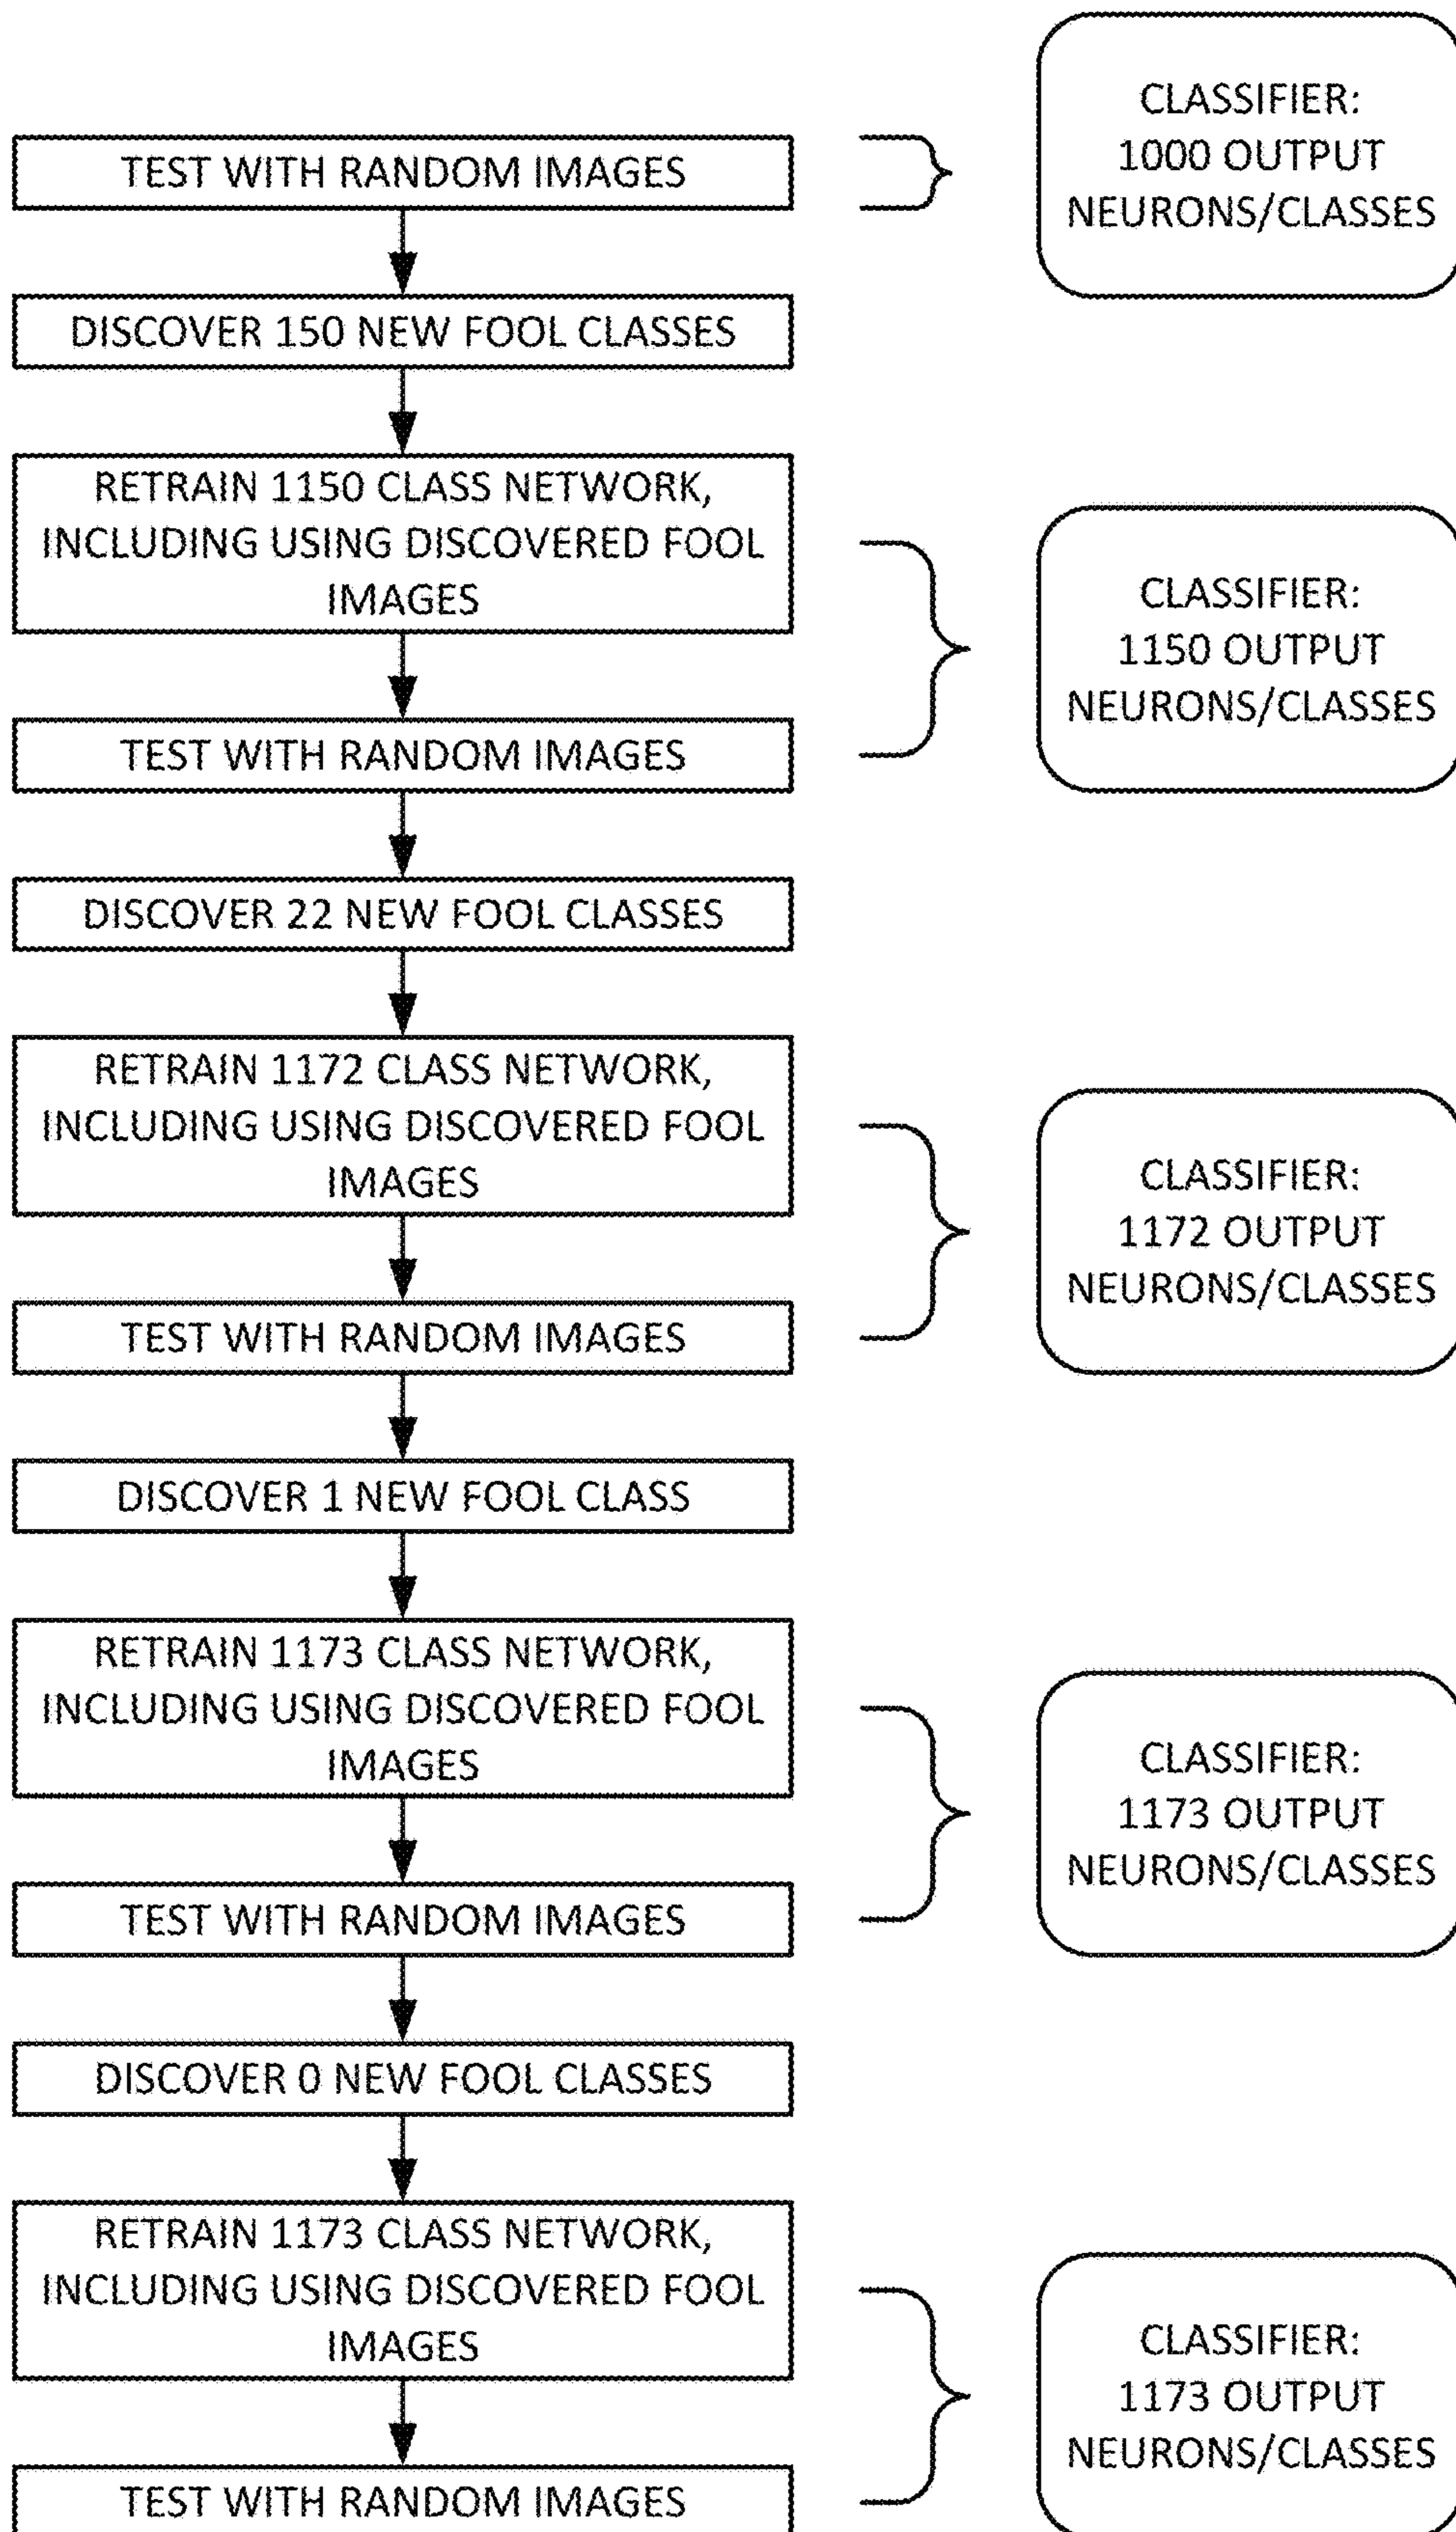 TEST WITH RANDOM IMAGES
CLASSIFIER:
1000 OUTPUT
NEURONS/CLASSES
DISCOVER 150 NEW FOOL CLASSES
RETRAIN 1150 CLASS NETWORK,
INCLUDING USING DISCOVERED FOOL
IMAGES
TEST WITH RANDOM IMAGES
CLASSIFIER:
1150 OUTPUT
NEURONS/CLASSES
DISCOVER 22 NEW FOOL CLASSES
RETRAIN 1172 CLASS NETWORK,
INCLUDING USING DISCOVERED FOOL
IMAGES
TEST WITH RANDOM IMAGES
CLASSIFIER:
1172 OUTPUT
NEURONS/CLASSES
DISCOVER 1 NEW FOOL CLASS
RETRAIN 1173 CLASS NETWORK,
INCLUDING USING DISCOVERED FOOL
IMAGES
TEST WITH RANDOM IMAGES
CLASSIFIER:
1173 OUTPUT
NEURONS/CLASSES
DISCOVER 0 NEW FOOL CLASSES
RETRAIN 1173 CLASS NETWORK,
INCLUDING USING DISCOVERED FOOL
IMAGES
TEST WITH RANDOM IMAGES
CLASSIFIER:
1173 OUTPUT
NEURONS/CLASSES